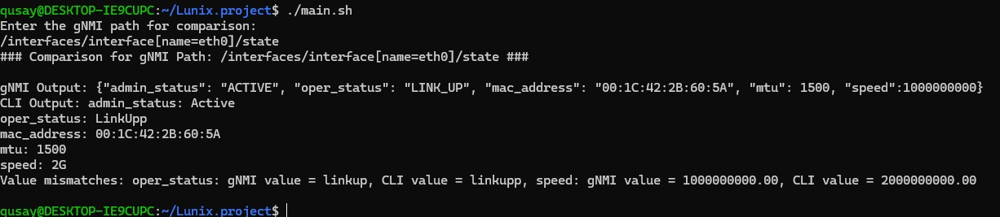 qusay@DESKTOP-IE9CUPC:~/Lunix.project$ ./main.sh
Enter the gNMI path for comparison:
/interfaces/interface[name=eth0]/state
### Comparison for gNMI Path: /interfaces/interface[name=eth0]/state ###
gNMI Output: {"admin_status": "ACTIVE", "oper_status": "LINK_UP", "mac_address": "00:1C:42:2B:60:5A", "mtu": 1500, "speed":1000000000}
CLI Output: admin_status: Active
oper_status: LinkUpp
mac_address: 00:1C:42:2B:60:5A
mtu: 1500
speed: 2G
Value mismatches: oper_status: gNMI value = linkup, CLI value = linkupp, speed: gNMI value = 1000000000.00, CLI value = 2000000000.00
qusay@DESKTOP-IE9CUPC:~/Lunix.project$